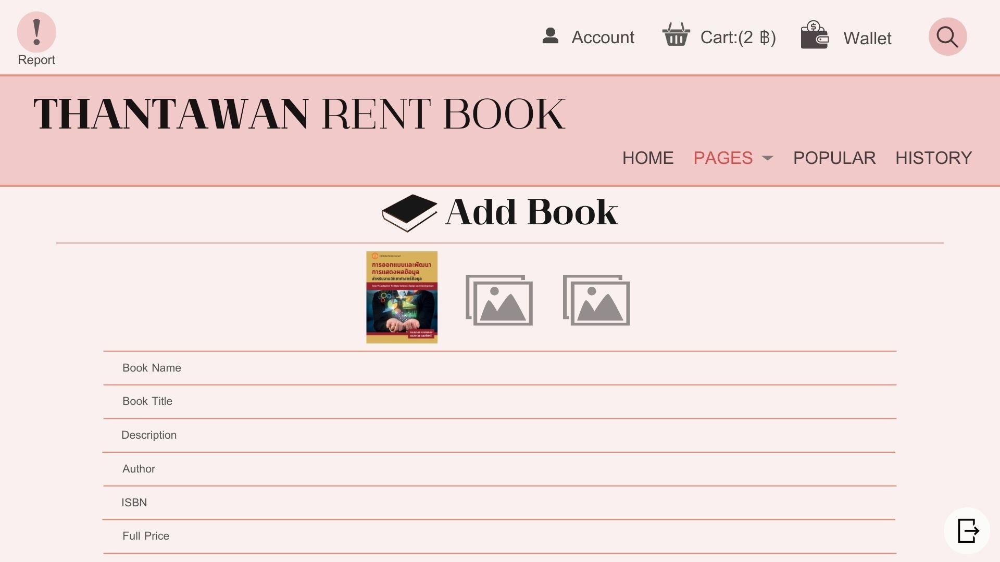 Report
Account
Cart:(2 ฿)
Wallet
THANTAWAN RENT BOOK
HOME
PAGES
POPULAR
HISTORY
Add Book
การออกแบบและพัฒนา
การแสดงผลข้อมูล
สำหรับงานวิทยาศาสตร์ข้อมูล
Data Visualization for Data Science: Design and Development
Book Name
Book Title
Description
Author
ISBN
Full Price